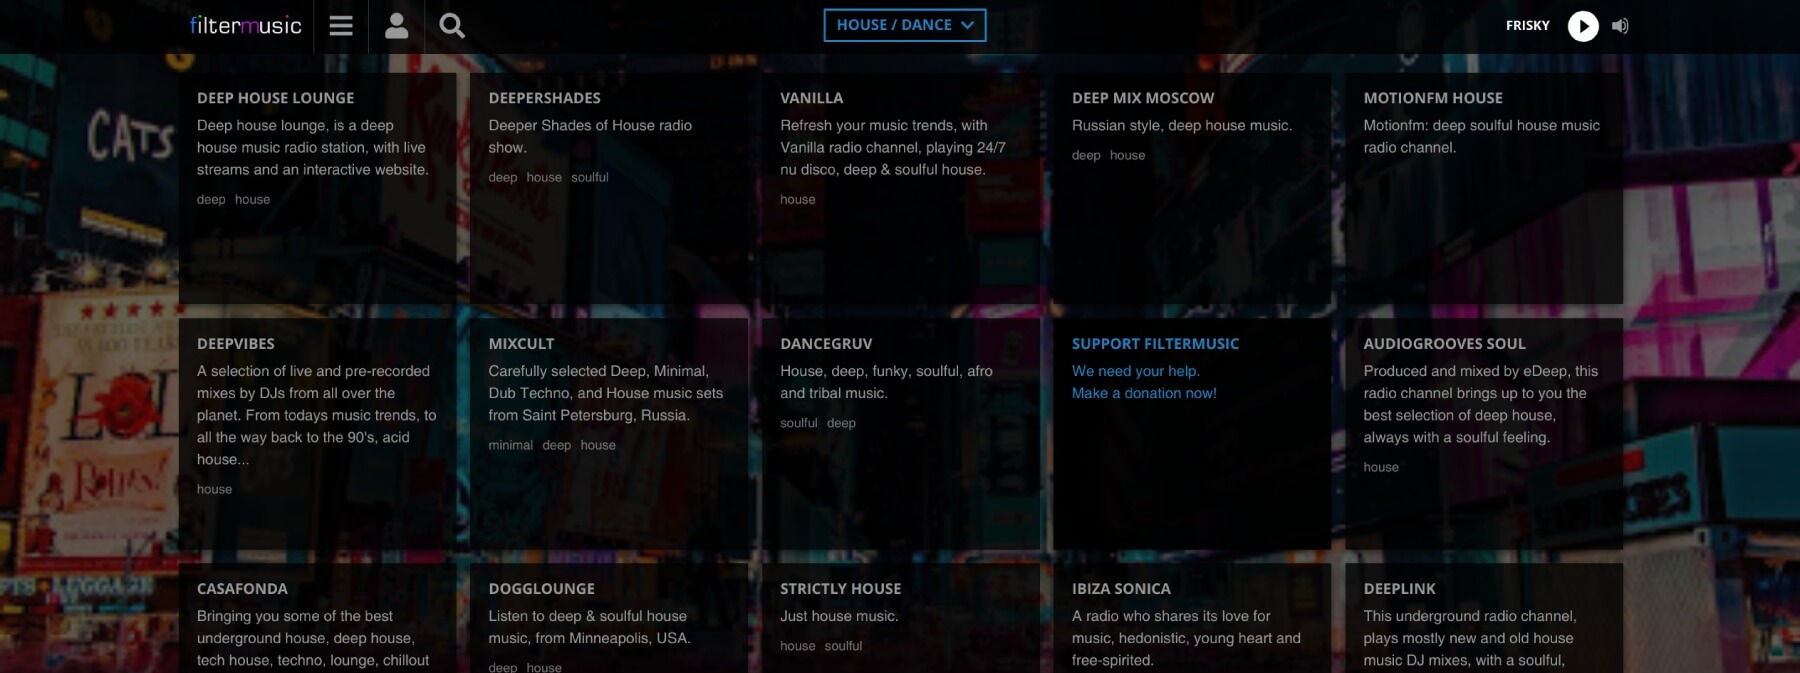 filtermusic
HOUSE / DANCE
FRISKY
DEEP HOUSE LOUNGE
Deep house lounge, is a deep
house music radio station, with live
streams and an interactive website.
deep house
DEEPERSHADES
Deeper Shades of House radio
show.
deep house soulful
VANILLA
Refresh your music trends, with
Vanilla radio channel, playing 24/7
nu disco, deep & soulful house.
house
DEEP MIX MOSCOW
Russian style, deep house music.
deep house
MOTIONFM HOUSE
Motionfm: deep soulful house music
radio channel.
CATS
DEEPVIBES
A selection of live and pre-recorded
mixes by DJs from all over the
planet. From todays music trends, to
all the way back to the 90's, acid
house...
house
MIXCULT
Carefully selected Deep, Minimal,
Dub Techno, and House music sets
from Saint Petersburg, Russia.
minimal deep house
DANCEGRUV
House, deep, funky, soulful, afro
and tribal music.
soulful deep
SUPPORT FILTERMUSIC
We need your help.
Make a donation now!
AUDIOGROOVES SOUL
Produced and mixed by eDeep, this
radio channel brings up to you the
best selection of deep house,
always with a soulful feeling.
house
CASAFONDA
Bringing you some of the best
underground house, deep house,
tech house, techno, lounge, chillout
DOGGLOUNGE
Listen to deep & soulful house
music, from Minneapolis, USA.
deep house
STRICTLY HOUSE
Just house music.
house soulful
IBIZA SONICA
A radio who shares its love for
music, hedonistic, young heart and
free-spirited.
DEEPLINK
This underground radio channel,
plays mostly new and old house
music DJ mixes, with a soulful,